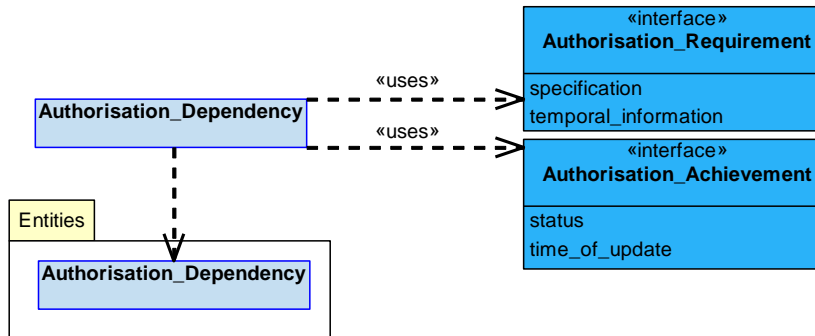 «interface»
Authorisation_Requirement
«uses»
specification
temporal_information
Authorisation_Dependency
«uses»
«interface»
Authorisation_Achievement
status
time_of_update
Entities
Authorisation_Dependency